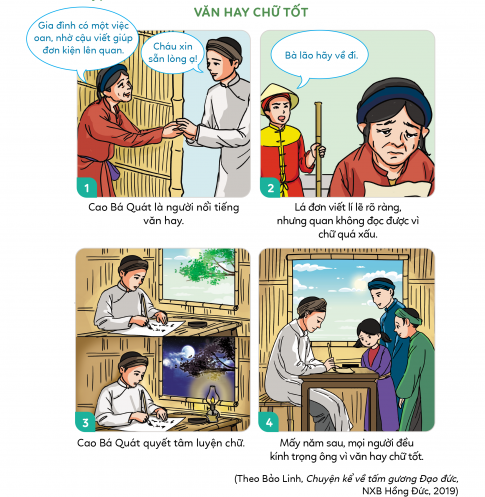 VĂN HAY CHỮ TỐT
Gia đình có một việc
oan, nhờ cậu viết giúp
đơn kiện lên quan.
Cháu xin
sẵn lòng ạ!
1
Cao Bá Quát là người nổi tiếng
văn hay.
Bà lão hãy về đi.
2
Lá đơn viết lí lẽ rõ ràng,
nhưng quan không đọc được vì
chữ quá xấu.
3
Cao Bá Quát quyết tâm luyện chữ.
4
Mấy năm sau, mọi người đều
kính trọng ông vì văn hay chữ tốt.
(Theo Bảo Linh, Chuyện kể về tấm gương Đạo đức,
NXB Hồng Đức, 2019)